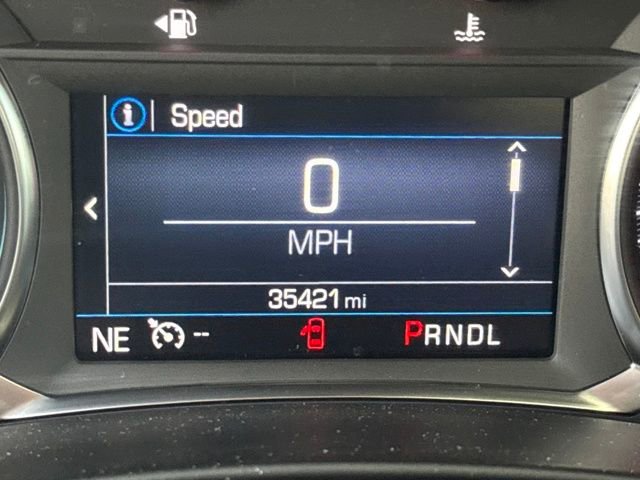 i Speed
0
MPH
35421 mi
NE -- PRNDL